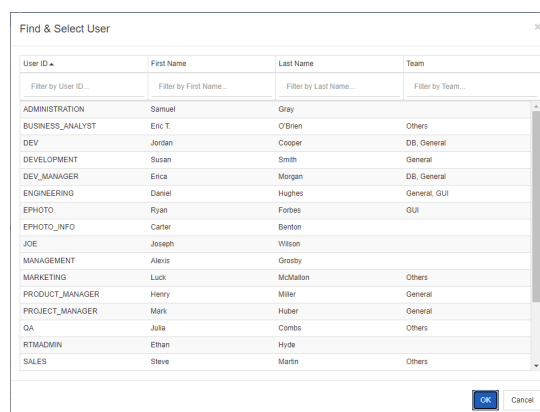 Find & Select User ×
User ID First Name Last Name Team
Filter by User ID... Filter by First Name... Filter by Last Name... Filter by Team...
ADMINISTRATION Samuel Gray
BUSINESS_ANALYST Eric T. O'Brien Others
DEV Jordan Cooper DB, General
DEVELOPMENT Susan Smith General
DEV_MANAGER Erica Morgan DB, General
ENGINEERING Daniel Hughes General, GUI
EPHOTO Ryan Forbes GUI
EPHOTO_INFO Carter Benton
JOE Joseph Wilson
MANAGEMENT Alexis Grosby
MARKETING Luck McMallon Others
PRODUCT_MANAGER Henry Miller General
PROJECT_MANAGER Mark Huber General
QA Julia Combs Others
RTMADMIN Ethan Hyde
SALES Steve Martin Others
OK Cancel